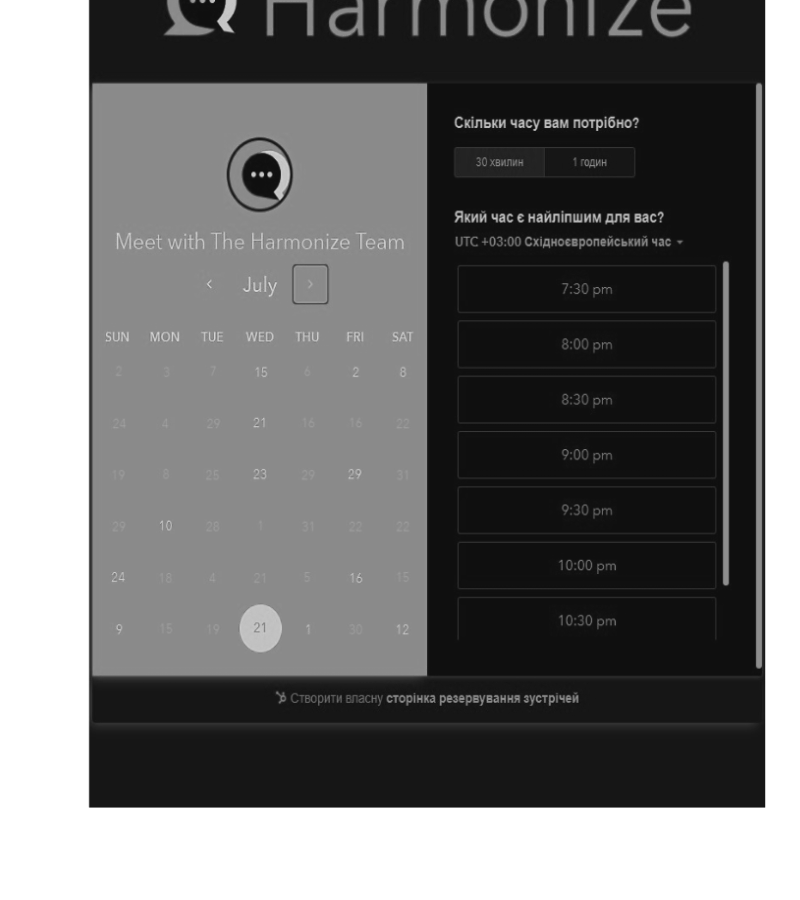 Harmonize
Meet with The Harmonize Team
July
SUN MON TUE WED THU FRI SAT
2 3 7 15 6 2 8
24 4 29 21 16 16 22
19 8 25 23 29 29 31
29 10 28 1 31 22 22
24 18 4 21 5 16 15
9 15 19 21 1 30 12
Скільки часу вам потрібно?
30 хвилин 1 годин
Який час є найліпшим для вас?
UTC +03:00 Східноєвропейський час
7:30 pm
8:00 pm
8:30 pm
9:00 pm
9:30 pm
10:00 pm
10:30 pm
Створити власну сторінка резервування зустрічей